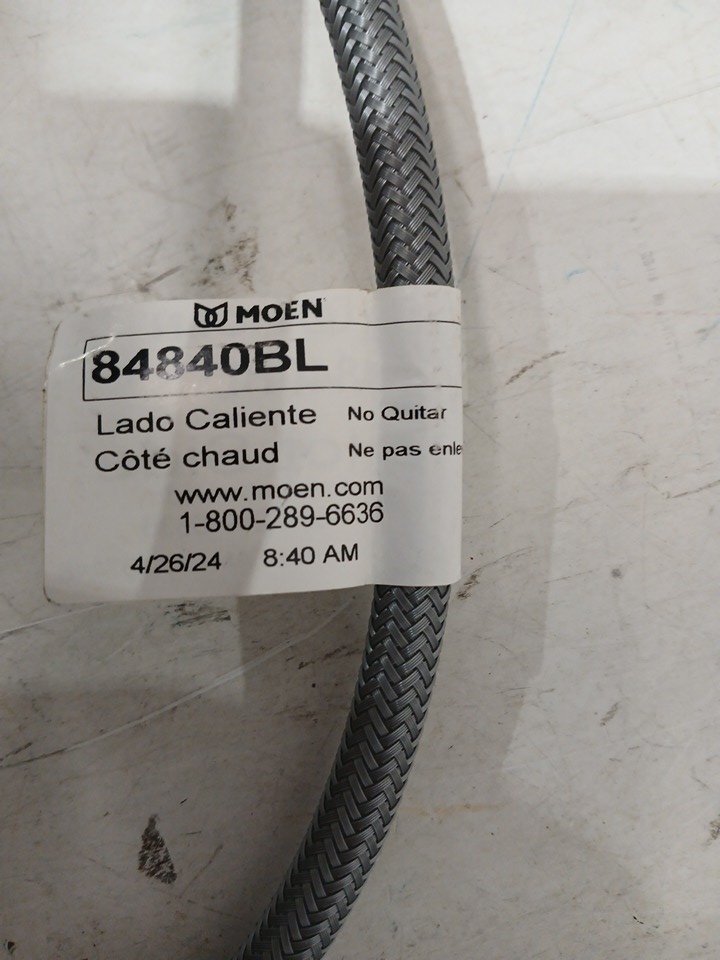 MOEN
84840BL
Lado Caliente No Quitar
Côté chaud Ne pas
www.moen.com
1-800-289-6636
4/26/24 8:40 AM